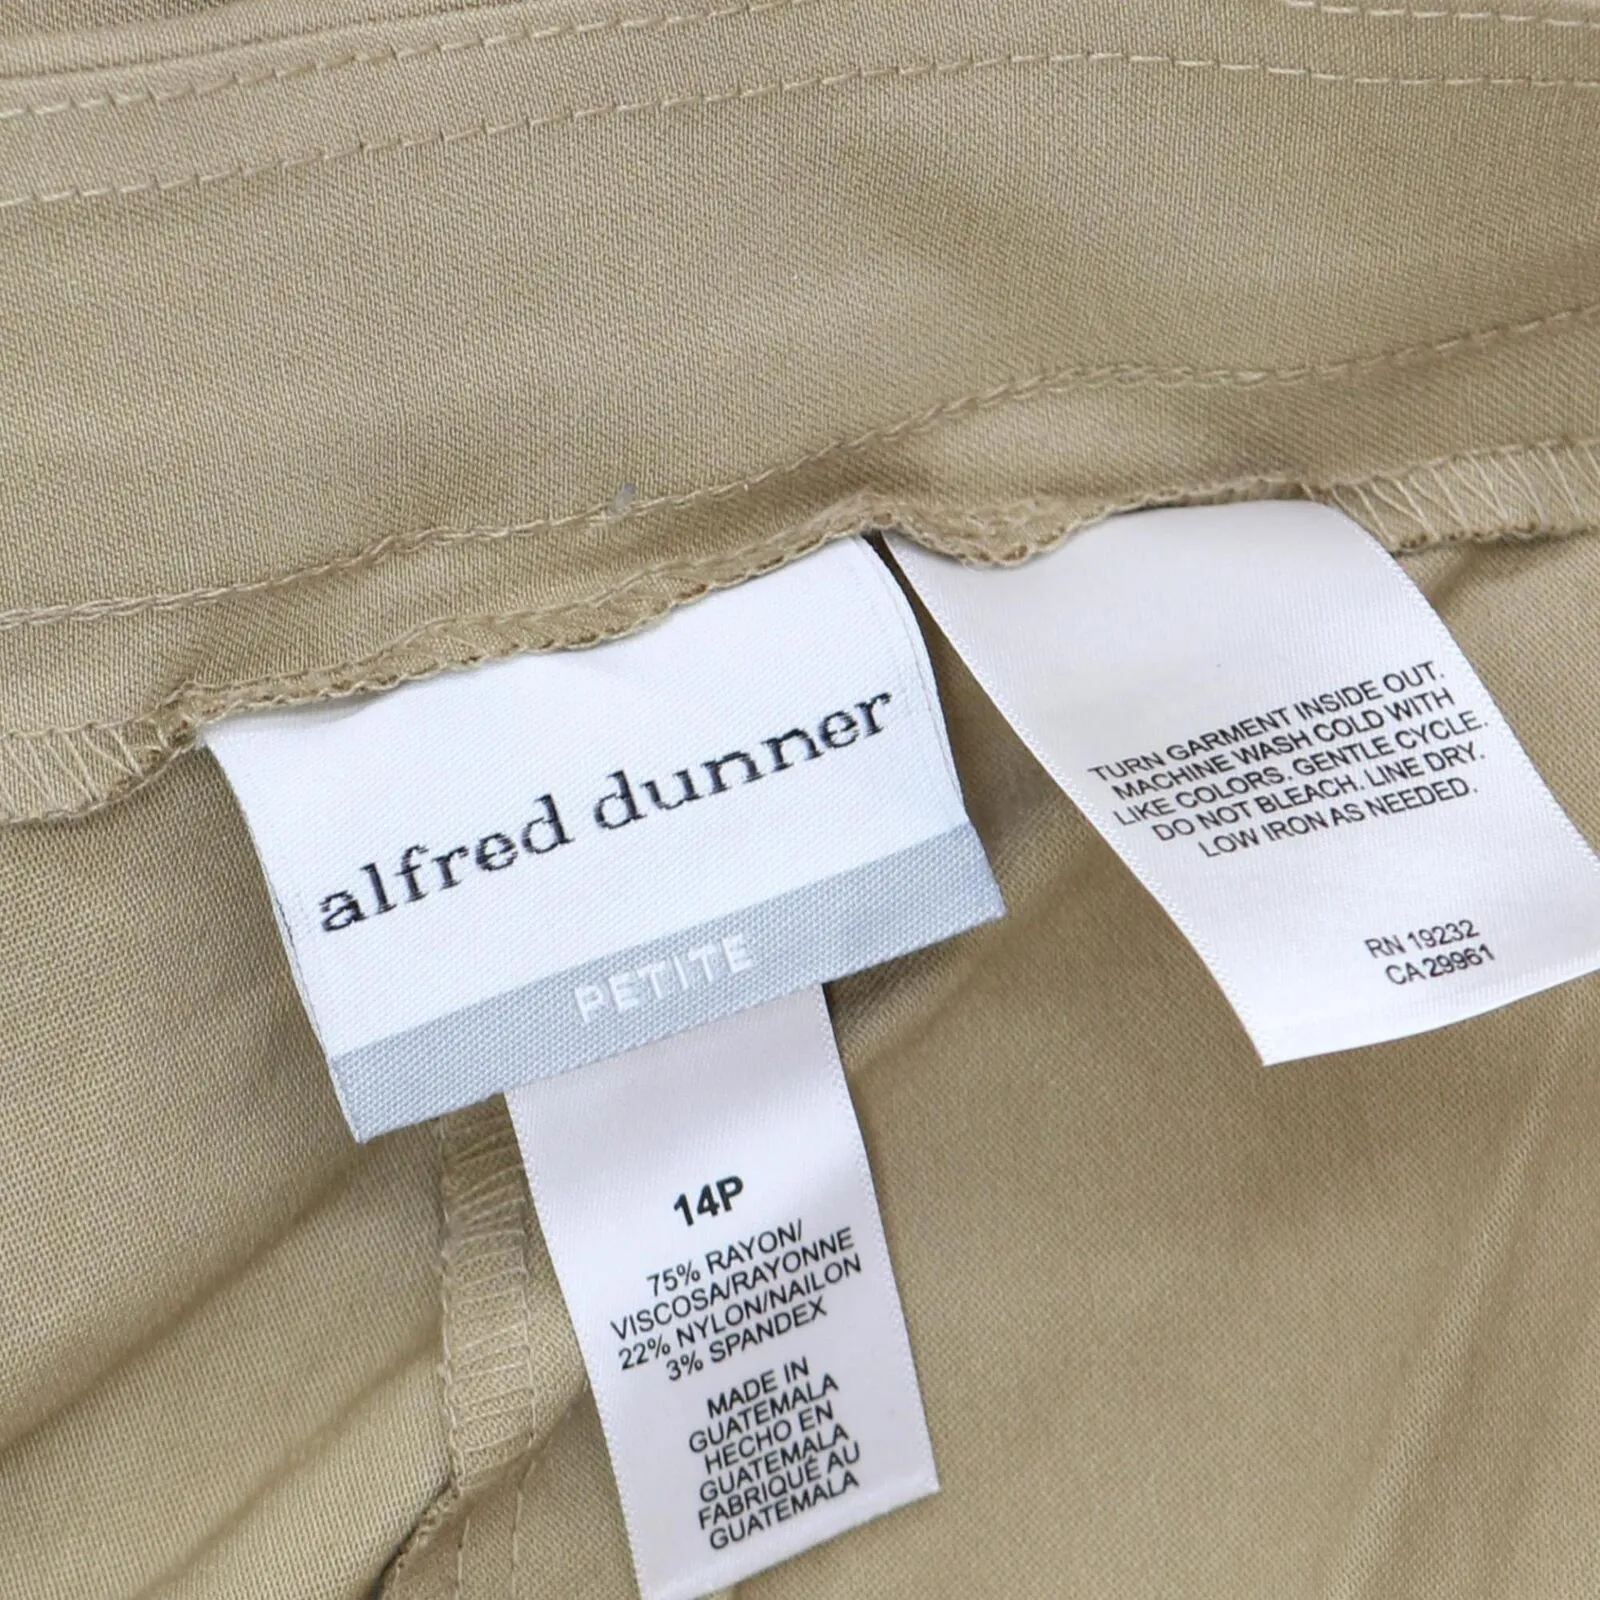 alfred dunner
PETITE
14P
75% RAYON/
VISCOSA/RAYONNE
22% NYLON/NAILON
3% SPANDEX
MADE IN
GUATEMALA
HECHO EN
GUATEMALA
FABRIQUÉ AU
GUATEMALA
TURN GARMENT INSIDE OUT.
MACHINE WASH COLD WITH
LIKE COLORS. GENTLE CYCLE.
DO NOT BLEACH. LINE DRY.
LOW IRON AS NEEDED.
RN 19232
CA 29961